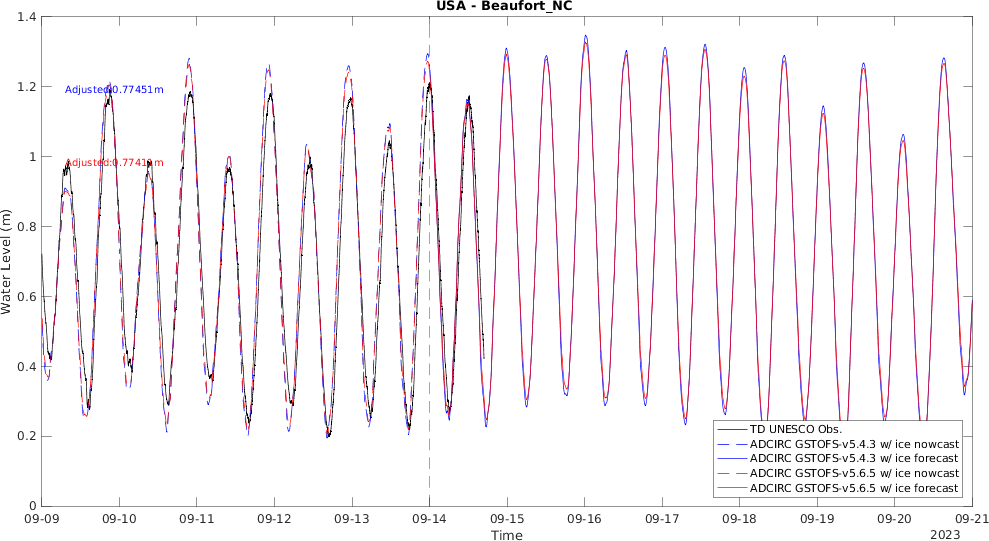 USA - Beaufort_NC
Water Level (m)
1.4
1.2
1
0.8
0.6
0.4
0.2
0
Adjusted:0.77451m
TD UNESCO Obs.
ADCIRC GSTOFS-v5.4.3 w/ ice nowcast
ADCIRC GSTOFS-v5.4.3 w/ ice forecast
ADCIRC GSTOFS-v5.6.5 w/ ice nowcast
ADCIRC GSTOFS-v5.6.5 w/ ice forecast
09-09 09-10 09-11 09-12 09-13 09-14 09-15 09-16 09-17 09-18 09-19 09-20 09-21
Time
2023